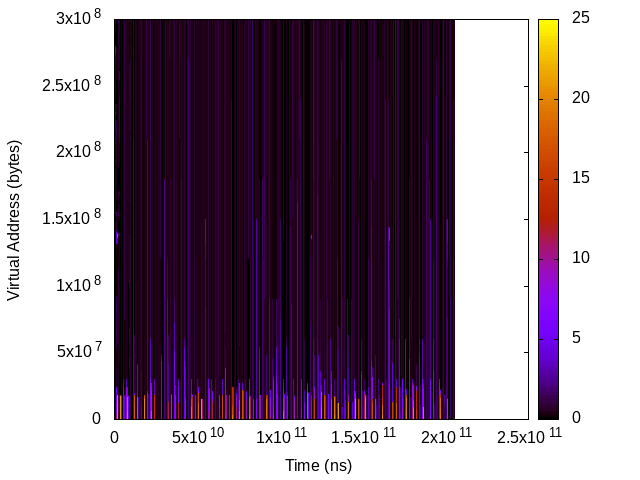 3x10^8
2.5x10^8
2x10^8
1.5x10^8
1x10^8
5x10^7
0
Virtual Address (bytes)
0 5x10^10 1x10^11 1.5x10^11 2x10^11 2.5x10^11
Time (ns)
25
20
15
10
5
0